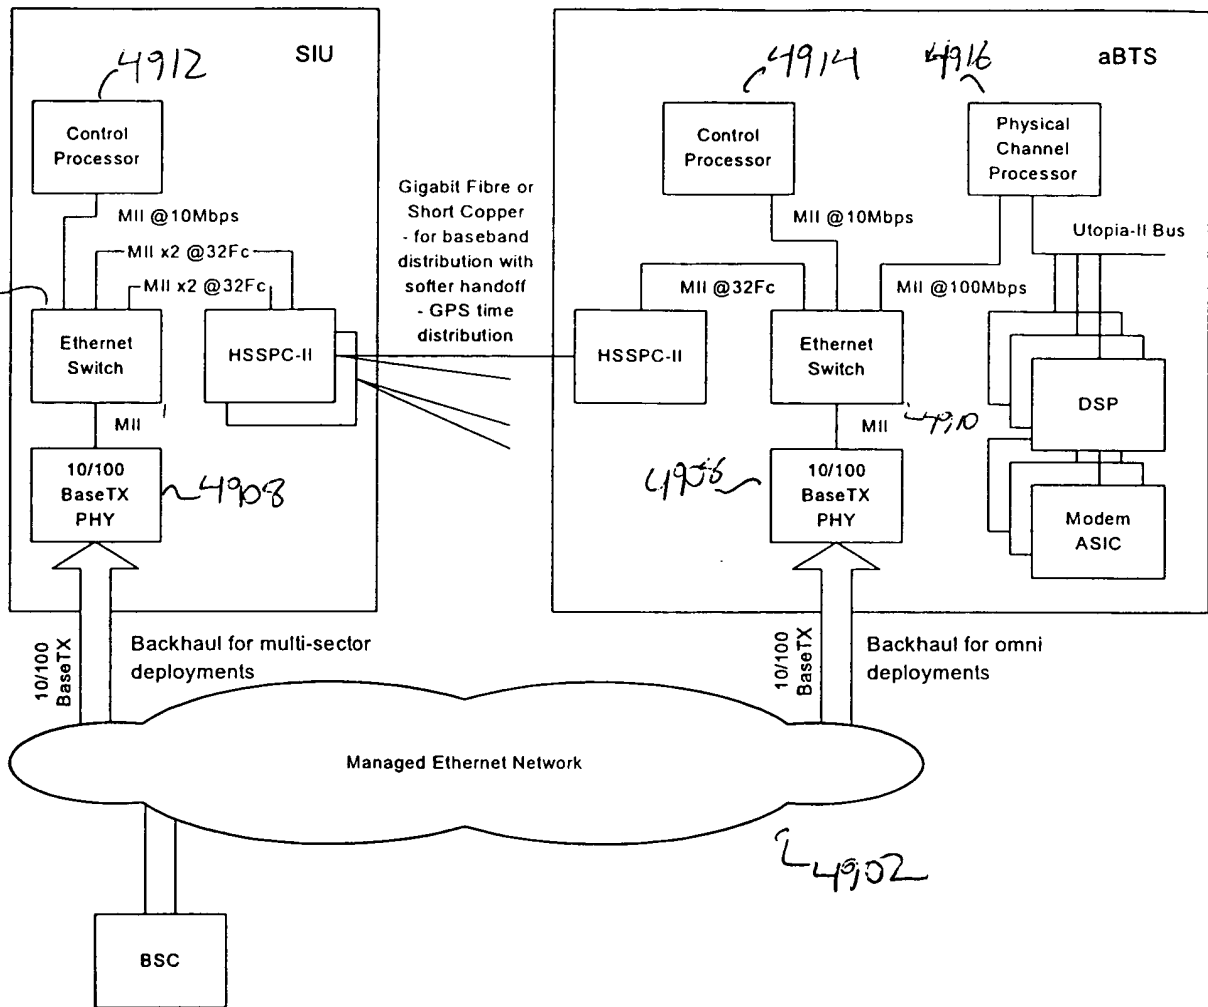 SIU
4912
Control
Processor
MII @10Mbps
MII x2 @32Fc
MII x2 @32Fc
Ethernet
Switch
HSSPC-II
MII
10/100
BaseTX
PHY
4908
Gigabit Fibre or
Short Copper
- for baseband
distribution with
softer handoff
- GPS time
distribution
aBTS
4914
4916
Control
Processor
Physical
Channel
Processor
MII @10Mbps
Utopia-II Bus
MII @32Fc
MII @100Mbps
HSSPC-II
Ethernet
Switch
DSP
4910
MII
4906
10/100
BaseTX
PHY
Modem
ASIC
10/100
BaseTX
Backhaul for multi-sector
deployments
10/100
BaseTX
Backhaul for omni
deployments
Managed Ethernet Network
4902
BSC